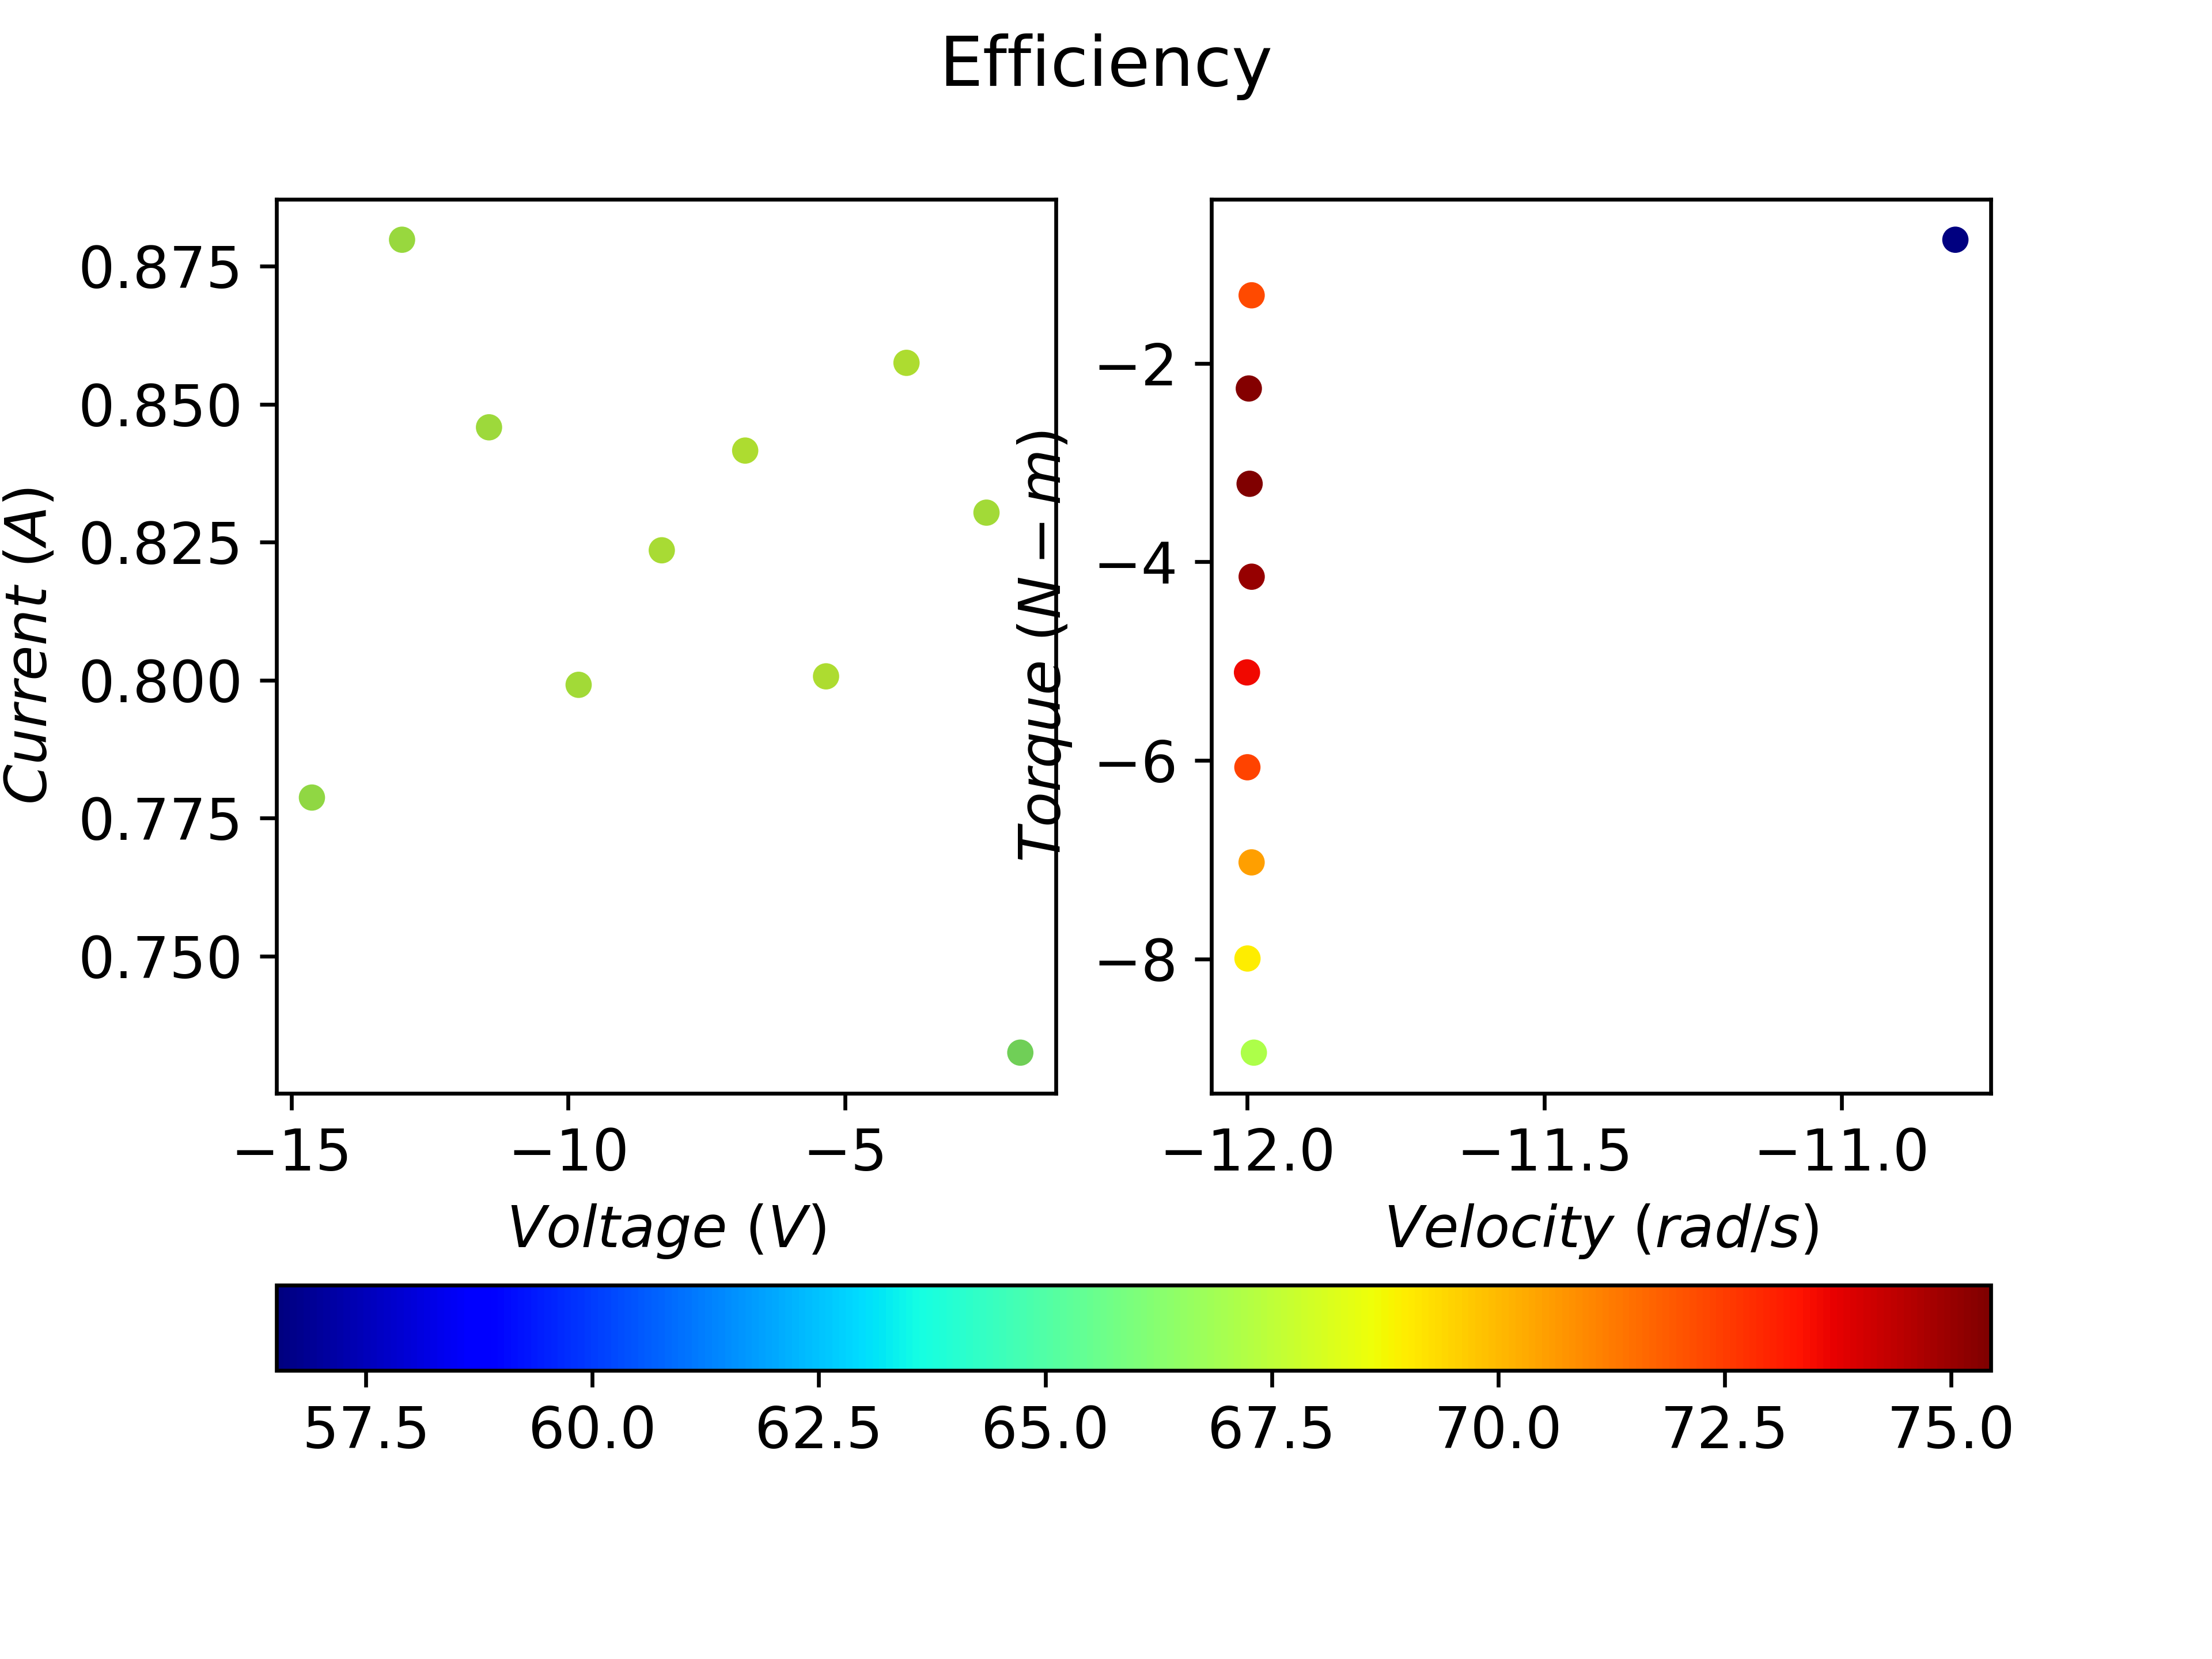 Efficiency
Current (A)
0.875
0.850
0.825
0.800
0.775
0.750
−15 −10 −5
Voltage (V)
Torque (N − m)
−2
−4
−6
−8
−12.0 −11.5 −11.0
Velocity (rad/s)
57.5 60.0 62.5 65.0 67.5 70.0 72.5 75.0